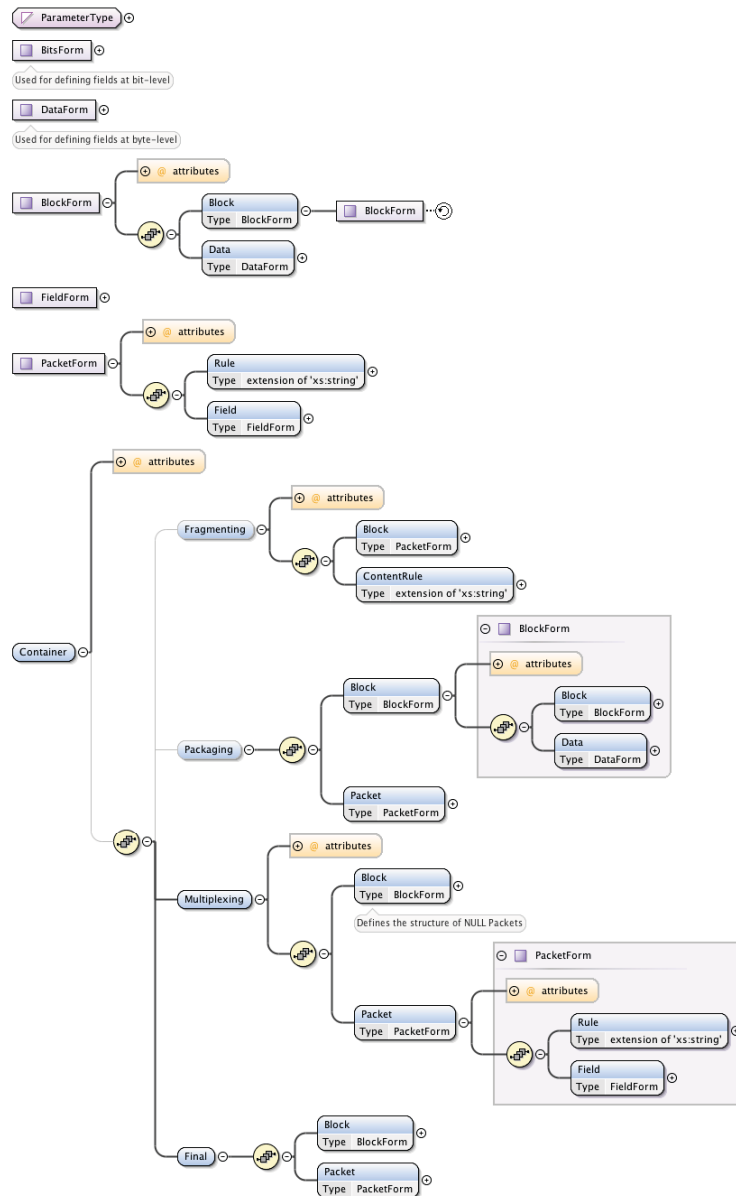 ParameterType
BitsForm
Used for defining fields at bit-level
DataForm
Used for defining fields at byte-level
@ attributes
BlockForm
Block
Type BlockForm
BlockForm
Data
Type DataForm
FieldForm
@ attributes
PacketForm
Rule
Type extension of 'xs:string'
Field
Type FieldForm
@ attributes
@ attributes
Fragmenting
Block
Type PacketForm
ContentRule
Type extension of 'xs:string'
Container
BlockForm
@ attributes
Block
Type BlockForm
Block
Type BlockForm
Packaging
Data
Type DataForm
Packet
Type PacketForm
@ attributes
Multiplexing
Block
Type BlockForm
Defines the structure of NULL Packets
PacketForm
@ attributes
Packet
Type PacketForm
Rule
Type extension of 'xs:string'
Field
Type FieldForm
Final
Block
Type BlockForm
Packet
Type PacketForm